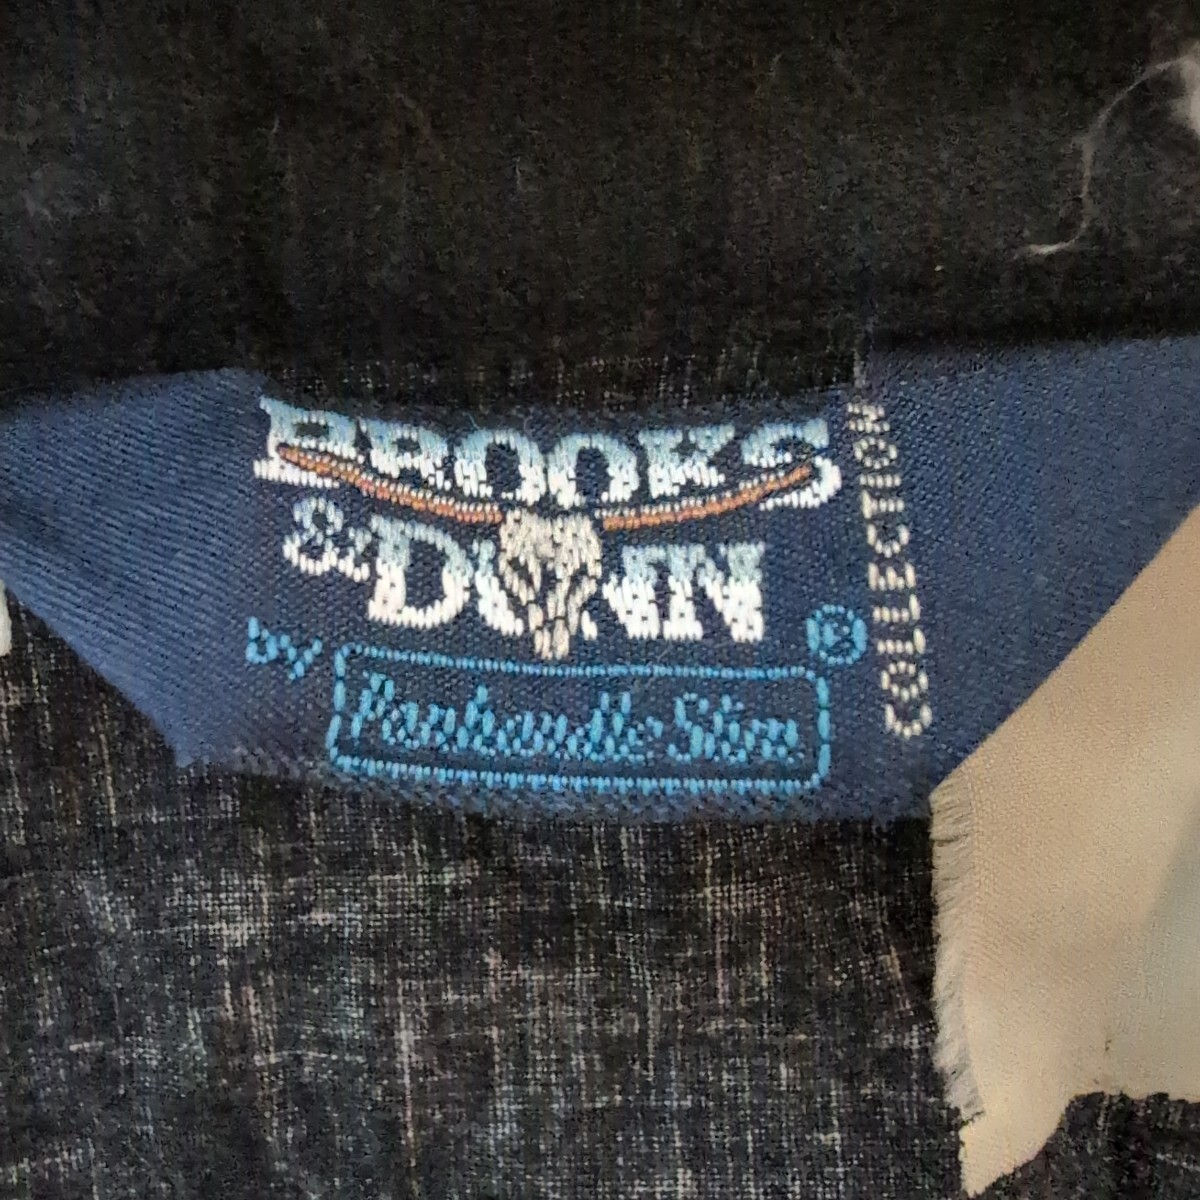 BROOKS
& DUNN
COLLECTION
by Panhandle Slim ®